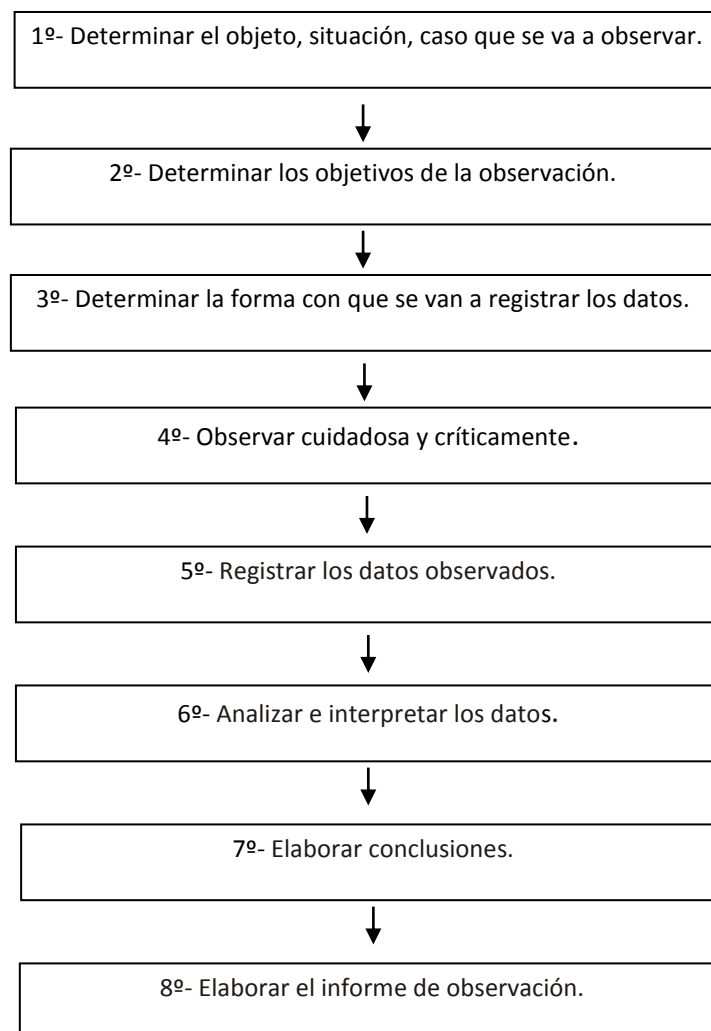 1º- Determinar el objeto, situación, caso que se va a observar.
2º- Determinar los objetivos de la observación.
3º- Determinar la forma con que se van a registrar los datos.
4º- Observar cuidadosa y críticamente.
5º- Registrar los datos observados.
6º- Analizar e interpretar los datos.
7º- Elaborar conclusiones.
8º- Elaborar el informe de observación.